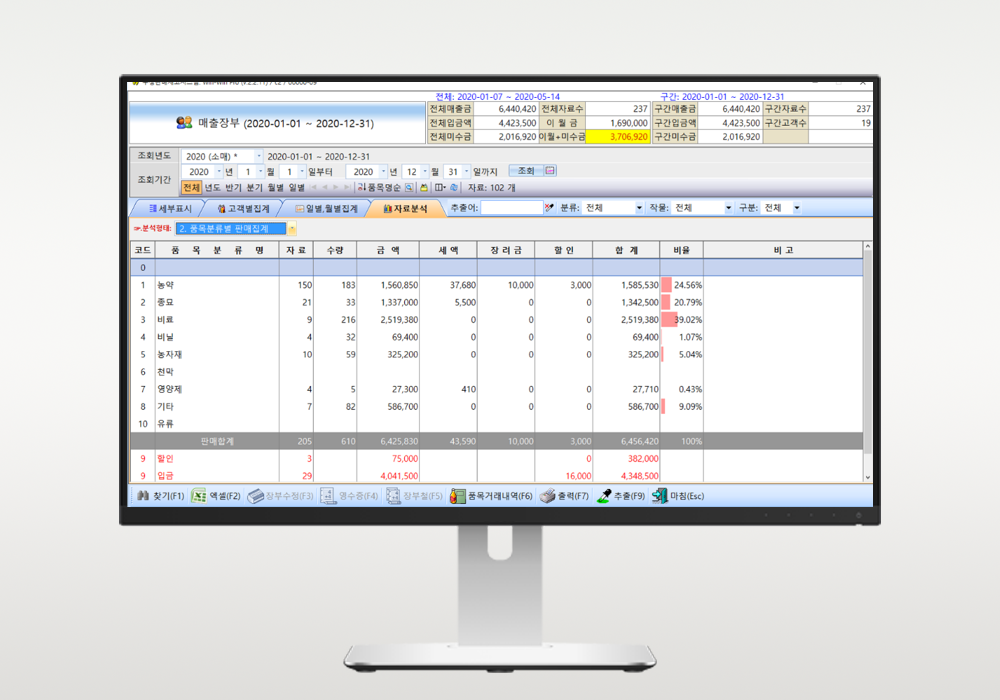 전체: 2020-01-07 ~ 2020-05-14 구간: 2020-01-01 ~ 2020-12-31
매출장부 (2020-01-01 ~ 2020-12-31)
전체매출금 6,440,420 전체자료수 237 구간매출금 6,440,420 구간자료수 237
전체입금액 4,423,500 이 월 금 1,690,000 구간입금액 4,423,500 구간고객수 19
전체미수금 2,016,920 이월+미수금 3,706,920 구간미수금 2,016,920
조회년도 2020 (소매) * 2020-01-01 ~ 2020-12-31
조회기간 2020 년 1 월 1 일부터 2020 년 12 월 31 일까지 조회
전체 년도 반기 분기 월별 일별 품목명순 자료: 102 개
세부표시 고객별집계 일별,월별집계 자료분석 추출어: 분류: 전체 작물: 전체 구분: 전체
☞분석형태: 2. 품목분류별 판매집계
코드 품 목 분 류 명 자 료 수량 금 액 세 액 장 려 금 할 인 합 계 비율 비 고
0
1 농약 150 183 1,560,850 37,680 10,000 3,000 1,585,530 24.56%
2 종묘 21 33 1,337,000 5,500 0 0 1,342,500 20.79%
3 비료 9 216 2,519,380 0 0 0 2,519,380 39.02%
4 비닐 4 32 69,400 0 0 0 69,400 1.07%
5 농자재 10 59 325,200 0 0 0 325,200 5.04%
6 천막
7 영양제 4 5 27,300 410 0 0 27,710 0.43%
8 기타 7 82 586,700 0 0 0 586,700 9.09%
10 유류
판매합계 205 610 6,425,830 43,590 10,000 3,000 6,456,420 100%
9 할인 3 75,000 0 382,000
9 입금 29 4,041,500 16,000 4,348,500
찾기(F1) 엑셀(F2) 장부수정(F3) 영수증(F4) 장부철(F5) 품목거래내역(F6) 출력(F7) 추출(F9) 마침(Esc)